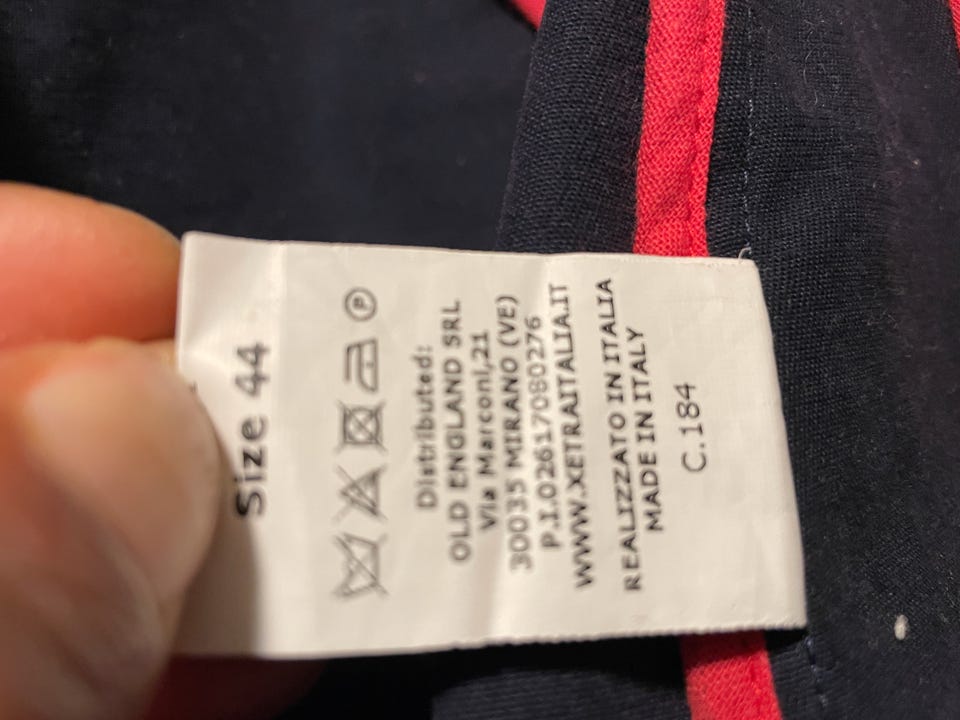 Size 44
P
Distributed:
OLD ENGLAND SRL
Via Marconi,21
30035 MIRANO (VE)
P.I.02617080276
WWW.XETRAITALIA.IT
REALIZZATO IN ITALIA
MADE IN ITALY
C.184